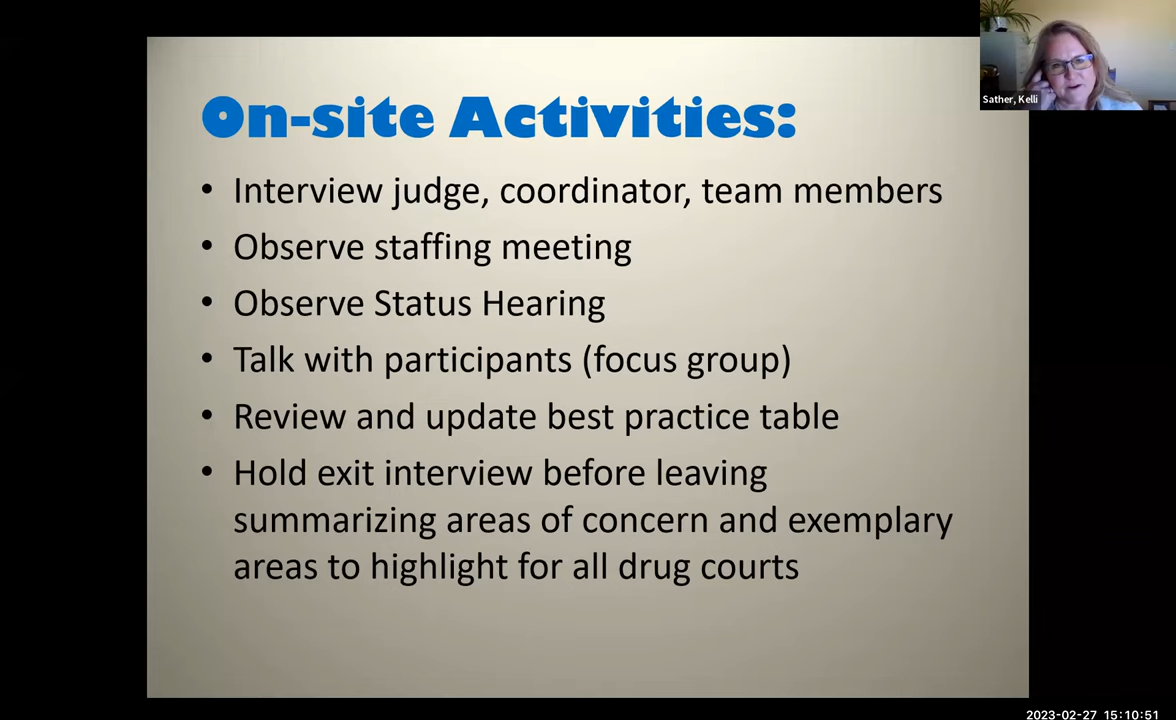 On-site Activities:
• Interview judge, coordinator, team members
• Observe staffing meeting
• Observe Status Hearing
• Talk with participants (focus group)
• Review and update best practice table
• Hold exit interview before leaving
summarizing areas of concern and exemplary
areas to highlight for all drug courts
Sather, Kelli
2023-02-27 15:10:51